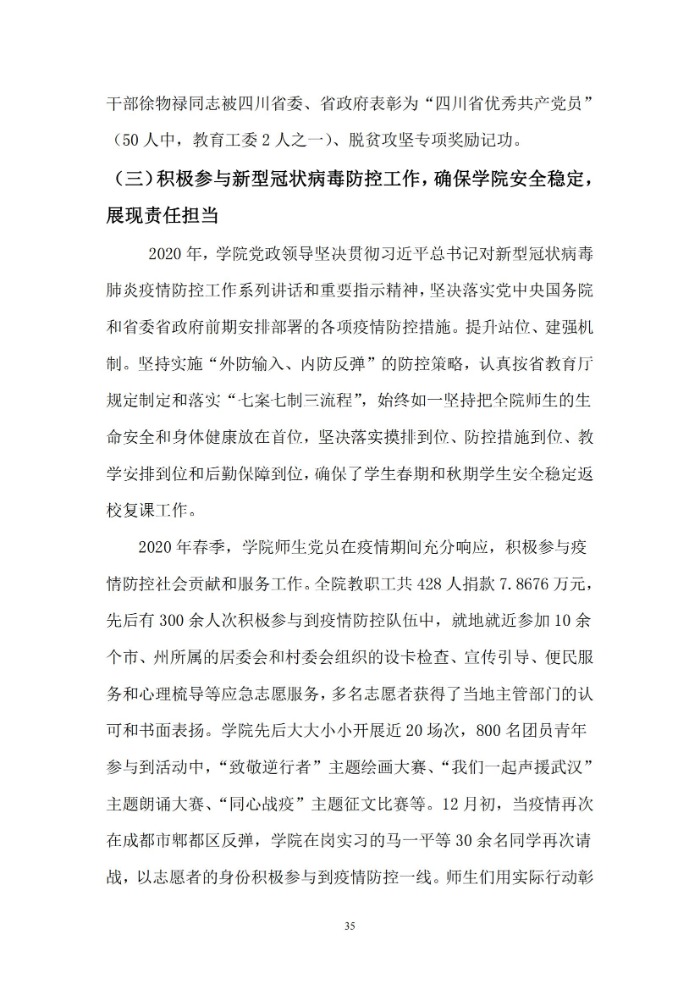 干部徐物禄同志被四川省委、省政府表彰为“四川省优秀共产党员”
（50 人中，教育工委 2 人之一）、脱贫攻坚专项奖励记功。
（三）积极参与新型冠状病毒防控工作，确保学院安全稳定，
展现责任担当
2020 年，学院党政领导坚决贯彻习近平总书记对新型冠状病毒
肺炎疫情防控工作系列讲话和重要指示精神，坚决落实党中央国务院
和省委省政府前期安排部署的各项疫情防控措施。提升站位、建强机
制。坚持实施“外防输入、内防反弹”的防控策略，认真按省教育厅
规定制定和落实“七案七制三流程”，始终如一坚持把全院师生的生
命安全和身体健康放在首位，坚决落实摸排到位、防控措施到位、教
学安排到位和后勤保障到位，确保了学生春期和秋期学生安全稳定返
校复课工作。
2020 年春季，学院师生党员在疫情期间充分响应，积极参与疫
情防控社会贡献和服务工作。全院教职工共 428 人捐款 7.8676 万元，
先后有 300 余人次积极参与到疫情防控队伍中，就地就近参加 10 余
个市、州所属的居委会和村委会组织的设卡检查、宣传引导、便民服
务和心理梳导等应急志愿服务，多名志愿者获得了当地主管部门的认
可和书面表扬。学院先后大大小小开展近 20 场次，800 名团员青年
参与到活动中，“致敬逆行者”主题绘画大赛、“我们一起声援武汉”
主题朗诵大赛、“同心战疫”主题征文比赛等。12 月初，当疫情再次
在成都市郫都区反弹，学院在岗实习的马一平等 30 余名同学再次请
战，以志愿者的身份积极参与到疫情防控一线。师生们用实际行动彰
35